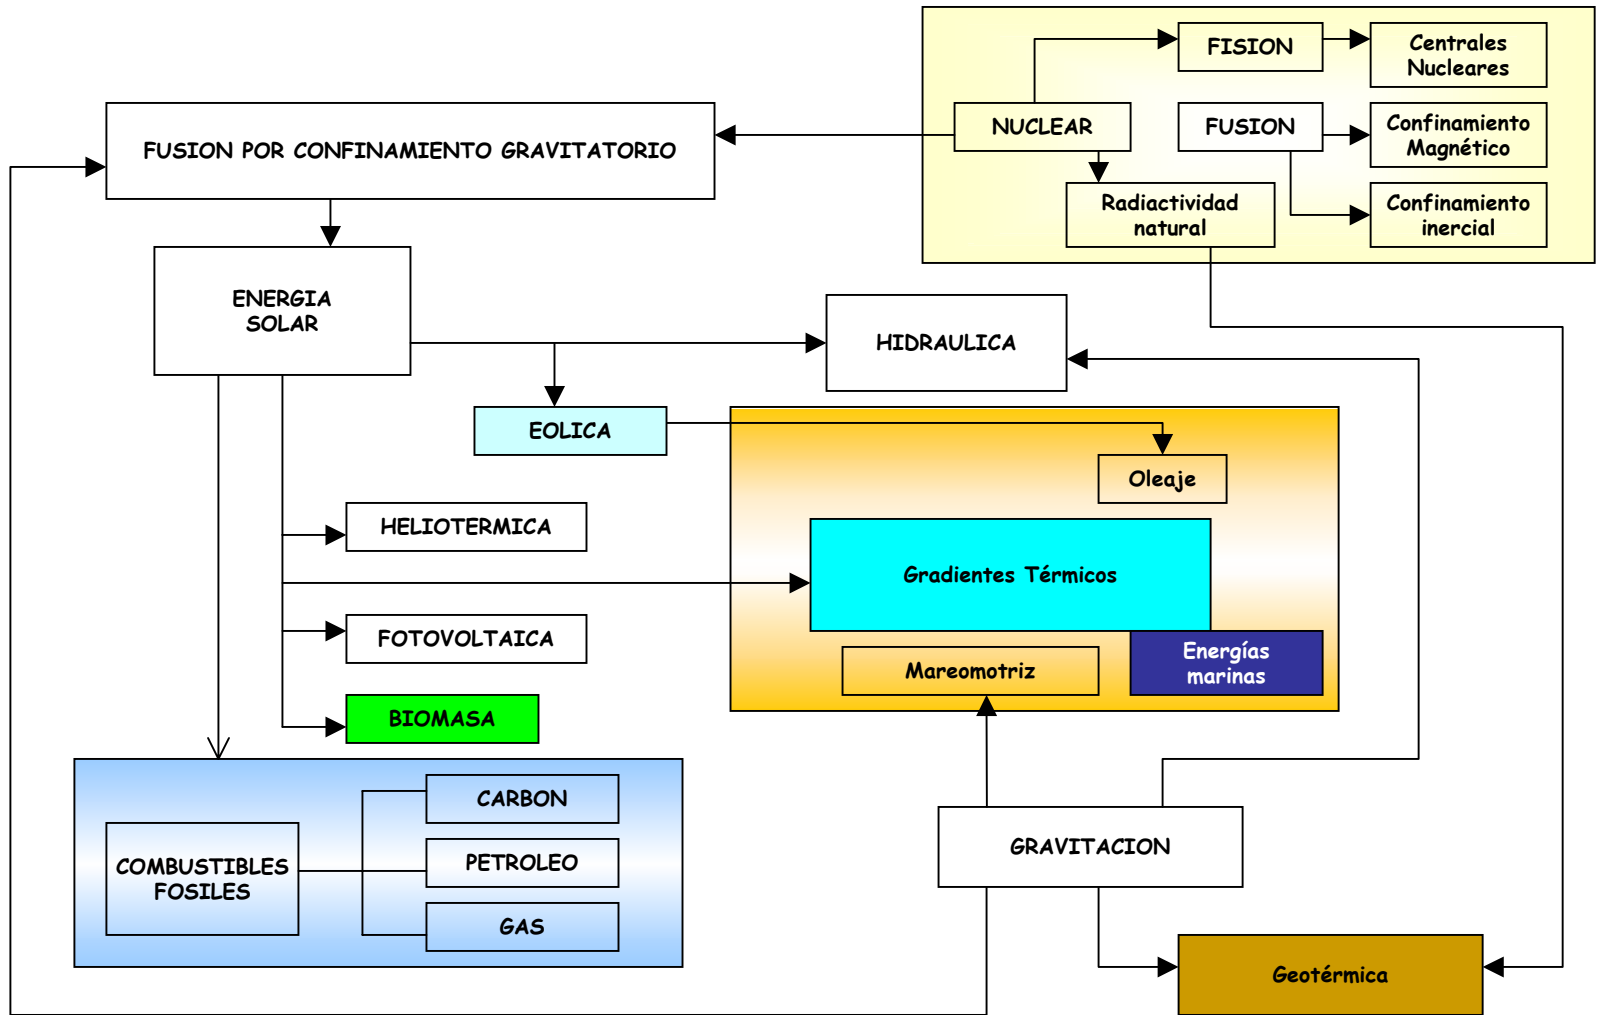 FISION
Centrales
Nucleares
NUCLEAR
FUSION
Confinamiento
Magnético
FUSION POR CONFINAMIENTO GRAVITATORIO
Radiactividad
natural
Confinamiento
inercial
ENERGIA
SOLAR
HIDRAULICA
EOLICA
Oleaje
HELIOTERMICA
Gradientes Térmicos
FOTOVOLTAICA
Mareomotriz
Energías
marinas
BIOMASA
CARBON
COMBUSTIBLES
FOSILES
PETROLEO
GAS
GRAVITACION
Geotérmica